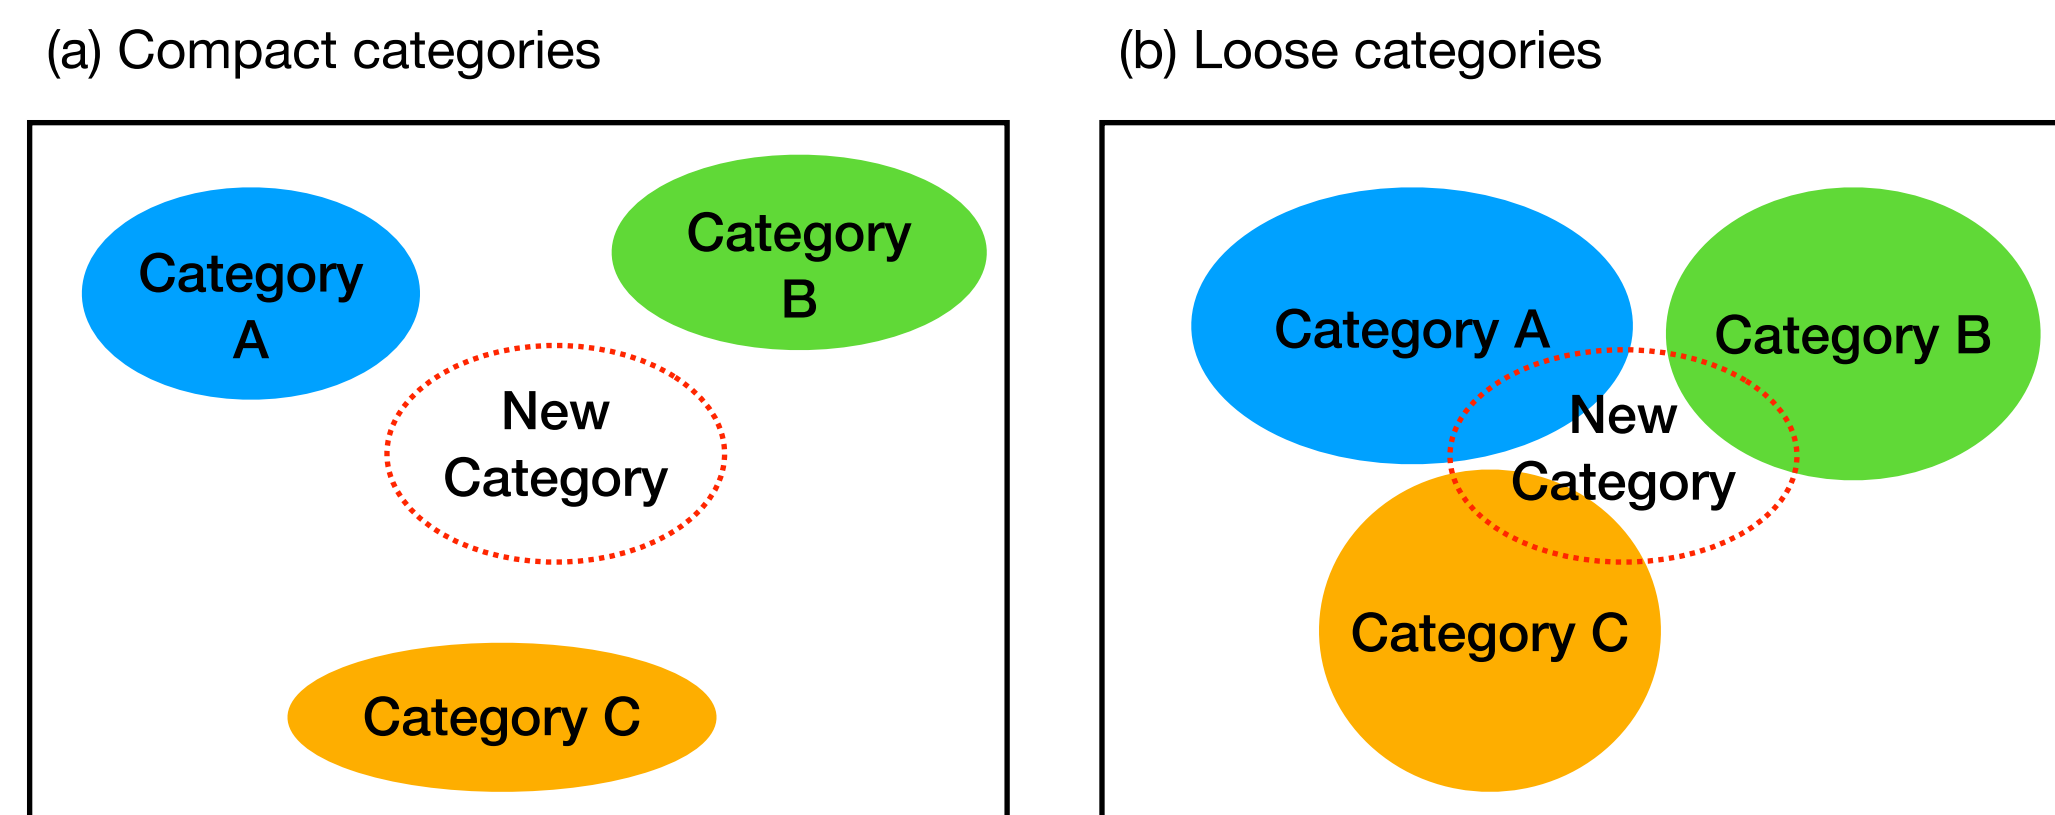 (a) Compact categories
Category
A
Category
B
New
Category
Category C
(b) Loose categories
Category A
Category B
New
Category
Category C